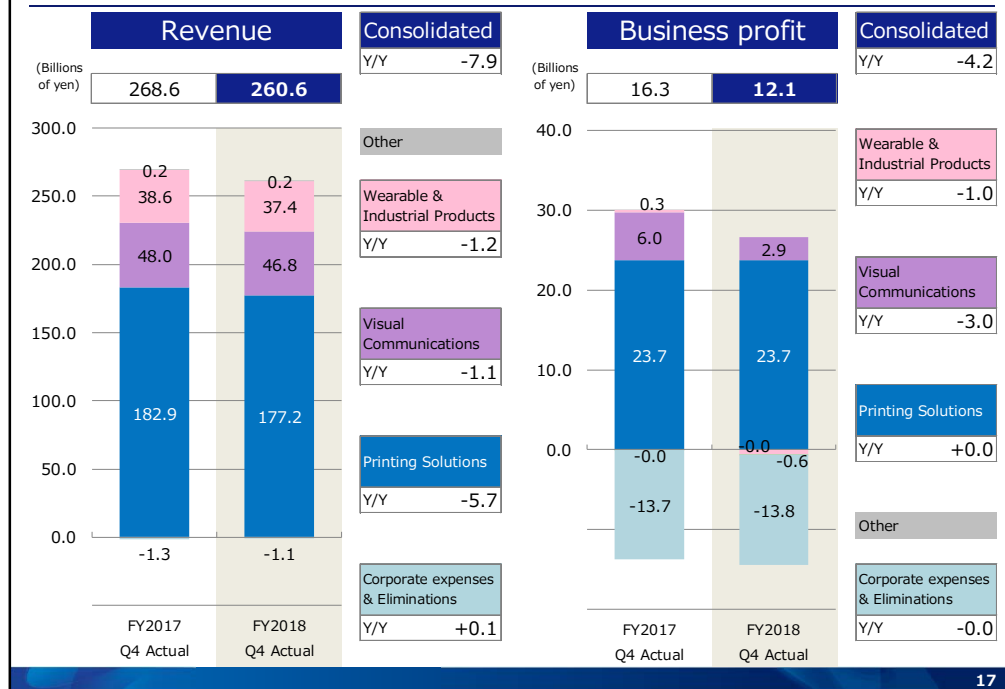 Revenue
Consolidated
Y/Y -7.9
(Billions
of yen)
268.6 260.6
300.0
250.0
200.0
150.0
100.0
50.0
0.0
0.2
38.6
48.0
182.9
-1.3
0.2
37.4
46.8
177.2
-1.1
FY2017
Q4 Actual
FY2018
Q4 Actual
Other
Wearable &
Industrial Products
Y/Y -1.2
Visual
Communications
Y/Y -1.1
Printing Solutions
Y/Y -5.7
Corporate expenses
& Eliminations
Y/Y +0.1
Business profit
Consolidated
Y/Y -4.2
(Billions
of yen)
16.3 12.1
40.0
30.0
20.0
10.0
0.0
0.3
6.0
23.7
-0.0
-13.7
2.9
23.7
-0.0
-0.6
-13.8
FY2017
Q4 Actual
FY2018
Q4 Actual
Wearable &
Industrial Products
Y/Y -1.0
Visual
Communications
Y/Y -3.0
Printing Solutions
Y/Y +0.0
Other
Corporate expenses
& Eliminations
Y/Y -0.0
17